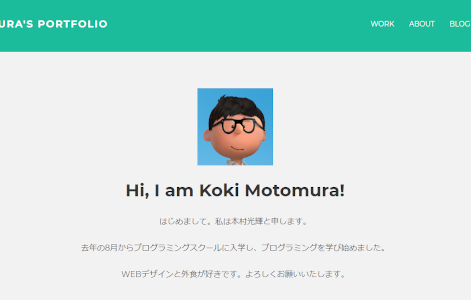 URA'S PORTFOLIO WORK ABOUT BLOG
Hi, I am Koki Motomura!
はじめまして。私は本村光輝と申します。
去年の8月からプログラミングスクールに入学し、プログラミングを学び始めました。
WEBデザインと外食が好きです。よろしくお願いいたします。